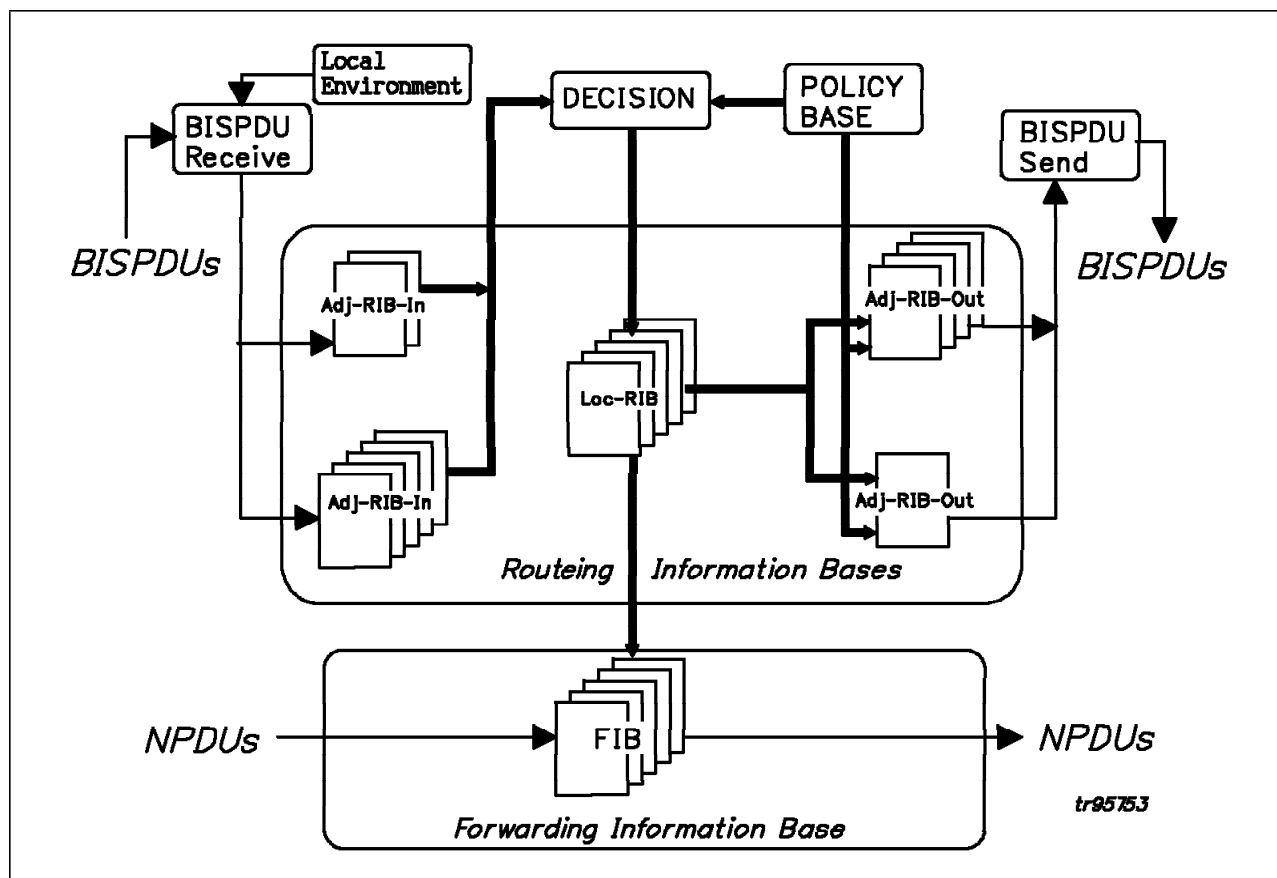 Local
Environment
BISPDU
Receive
DECISION
POLICY
BASE
BISPDU
Send
BISPDUs
BISPDUs
Adj-RIB-In
Adj-RIB-Out
Loc-RIB
Adj-RIB-In
Adj-RIB-Out
Routeing Information Bases
NPDUs
FIB
NPDUs
tr95753
Forwarding Information Base